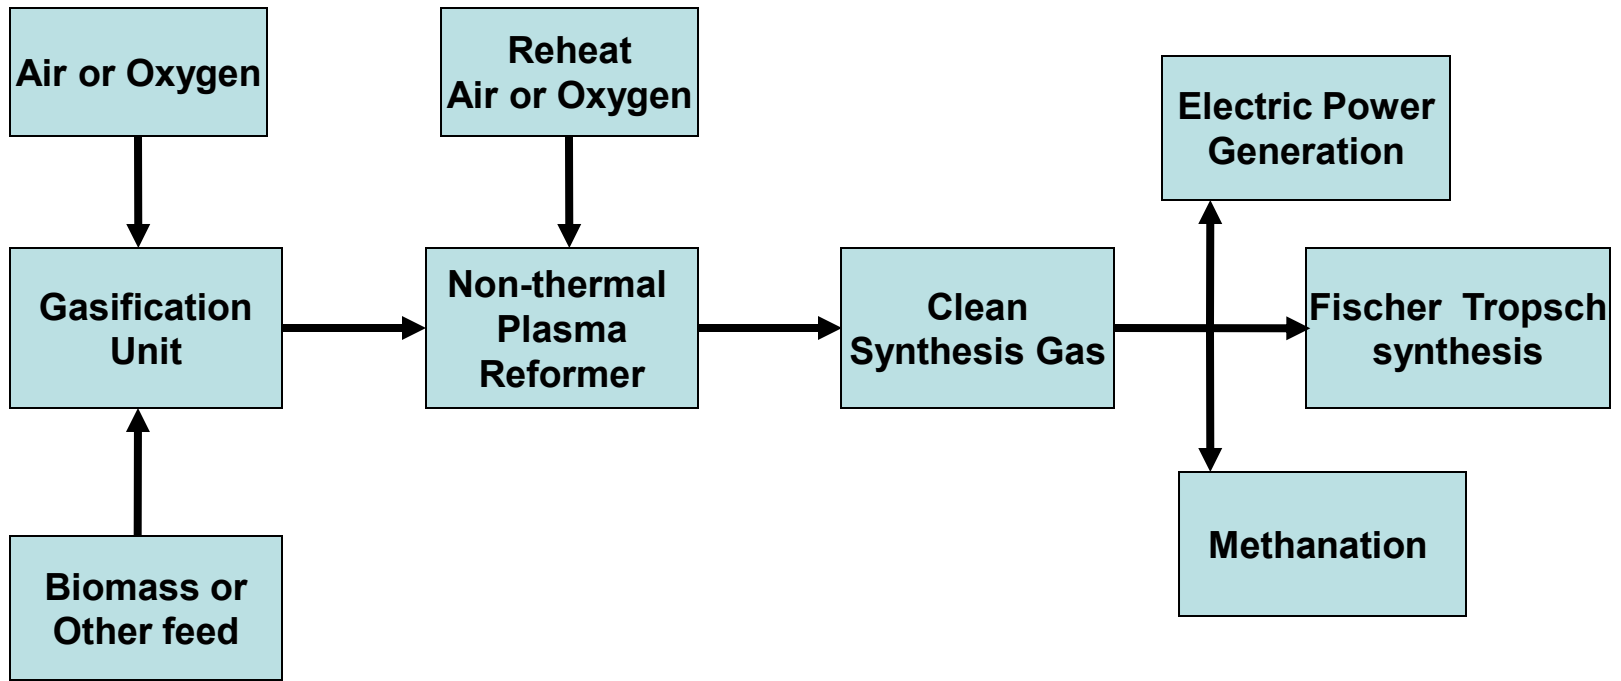 Air or Oxygen
Reheat
Air or Oxygen
Electric Power
Generation
Gasification
Unit
Non-thermal
Plasma
Reformer
Clean
Synthesis Gas
Fischer Tropsch
synthesis
Biomass or
Other feed
Methanation